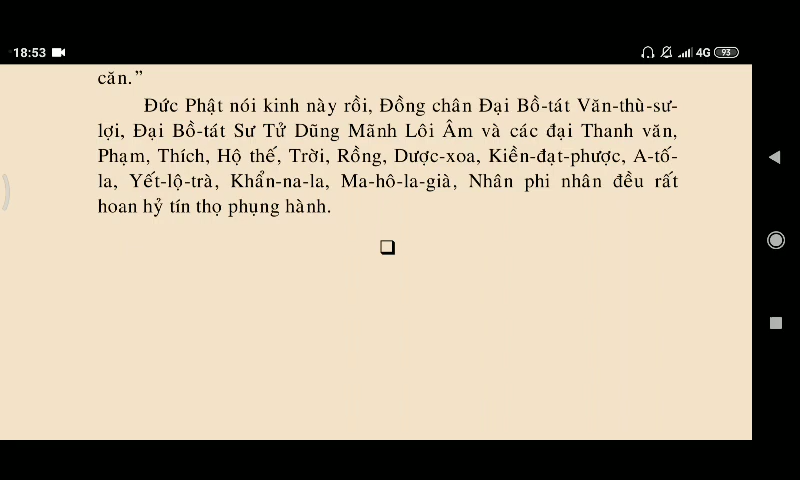 18:53
4G 93
căn.”
Đức Phật nói kinh này rồi, Đồng chân Đại Bồ-tát Văn-thù-sư-
lợi, Đại Bồ-tát Sư Tử Dũng Mãnh Lôi Âm và các đại Thanh văn,
Phạm, Thích, Hộ thế, Trời, Rồng, Dược-xoa, Kiền-đạt-phược, A-tố-
la, Yết-lộ-trà, Khẩn-na-la, Ma-hô-la-già, Nhân phi nhân đều rất
hoan hỷ tín thọ phụng hành.